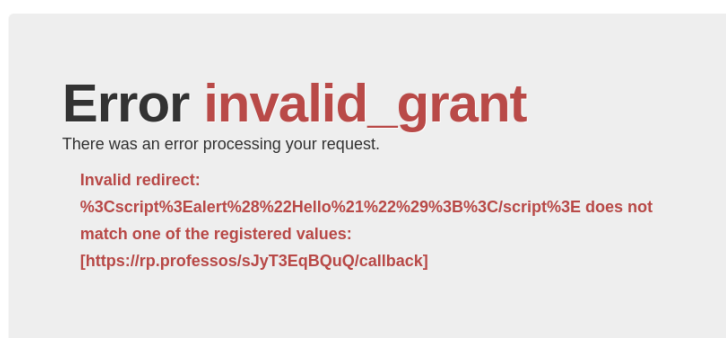 Error invalid_grant
There was an error processing your request.
Invalid redirect:
%3Cscript%3Ealert%28%22Hello%21%22%29%3B%3C/script%3E does not
match one of the registered values:
[https://rp.professos/sJyT3EqBQuQ/callback]